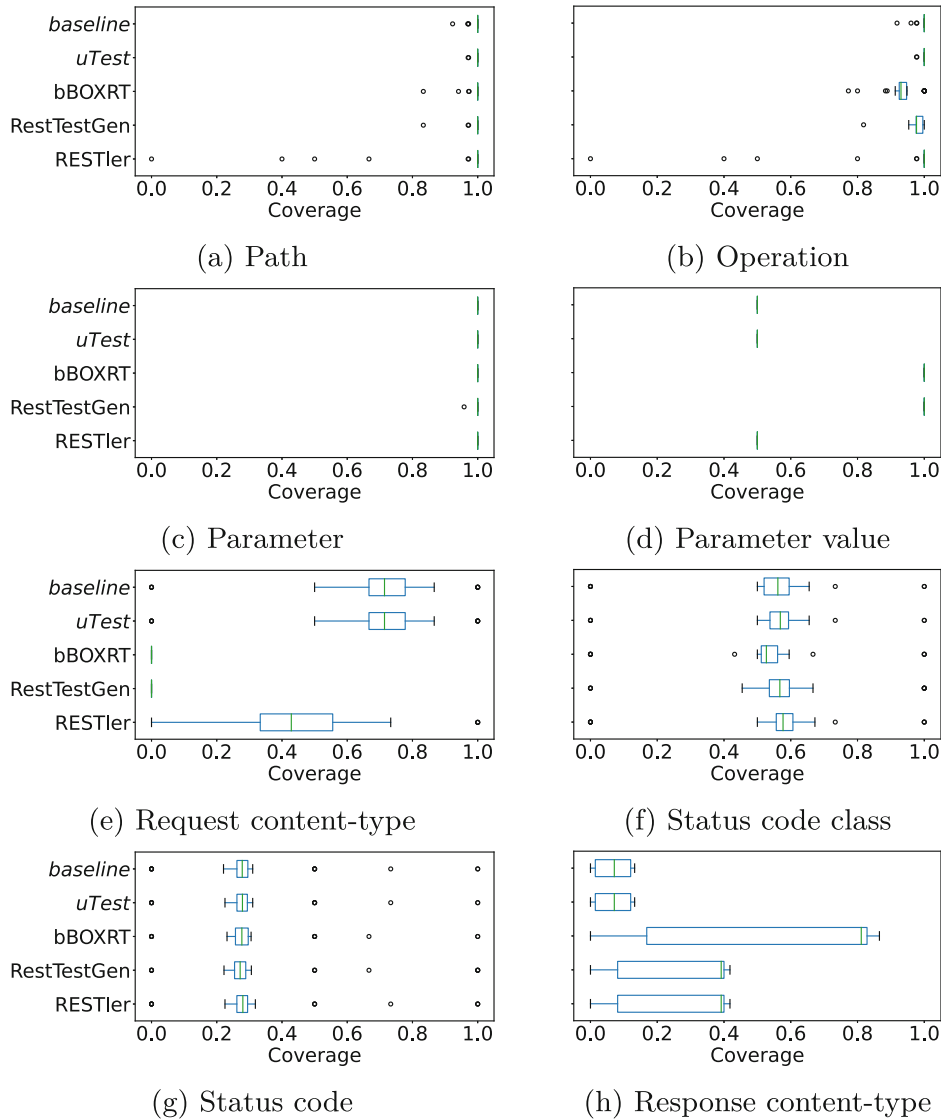 baseline
uTest
bBOXRT
RestTestGen
RESTler
0.0 0.2 0.4 0.6 0.8 1.0
Coverage
(a) Path
0.0 0.2 0.4 0.6 0.8 1.0
Coverage
(b) Operation
baseline
uTest
bBOXRT
RestTestGen
RESTler
0.0 0.2 0.4 0.6 0.8 1.0
Coverage
(c) Parameter
0.0 0.2 0.4 0.6 0.8 1.0
Coverage
(d) Parameter value
baseline
uTest
bBOXRT
RestTestGen
RESTler
0.0 0.2 0.4 0.6 0.8 1.0
Coverage
(e) Request content-type
0.0 0.2 0.4 0.6 0.8 1.0
Coverage
(f) Status code class
baseline
uTest
bBOXRT
RestTestGen
RESTler
0.0 0.2 0.4 0.6 0.8 1.0
Coverage
(g) Status code
0.0 0.2 0.4 0.6 0.8 1.0
Coverage
(h) Response content-type